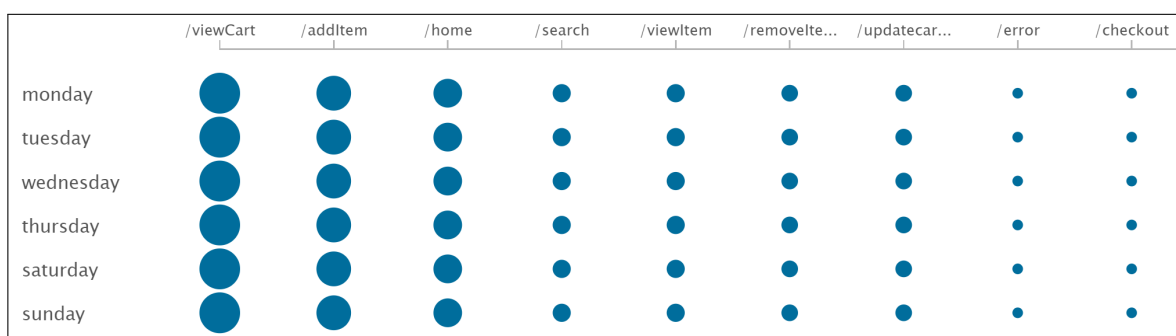 /viewCart /addItem /home /search /viewItem /removeIte... /updatecar... /error /checkout
monday
tuesday
wednesday
thursday
saturday
sunday